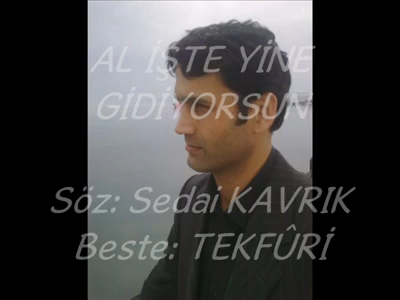 AL İŞTE YİNE
GİDİYORSUN
Söz: Sedai KAVRIK
Beste: TEKFÛRİ